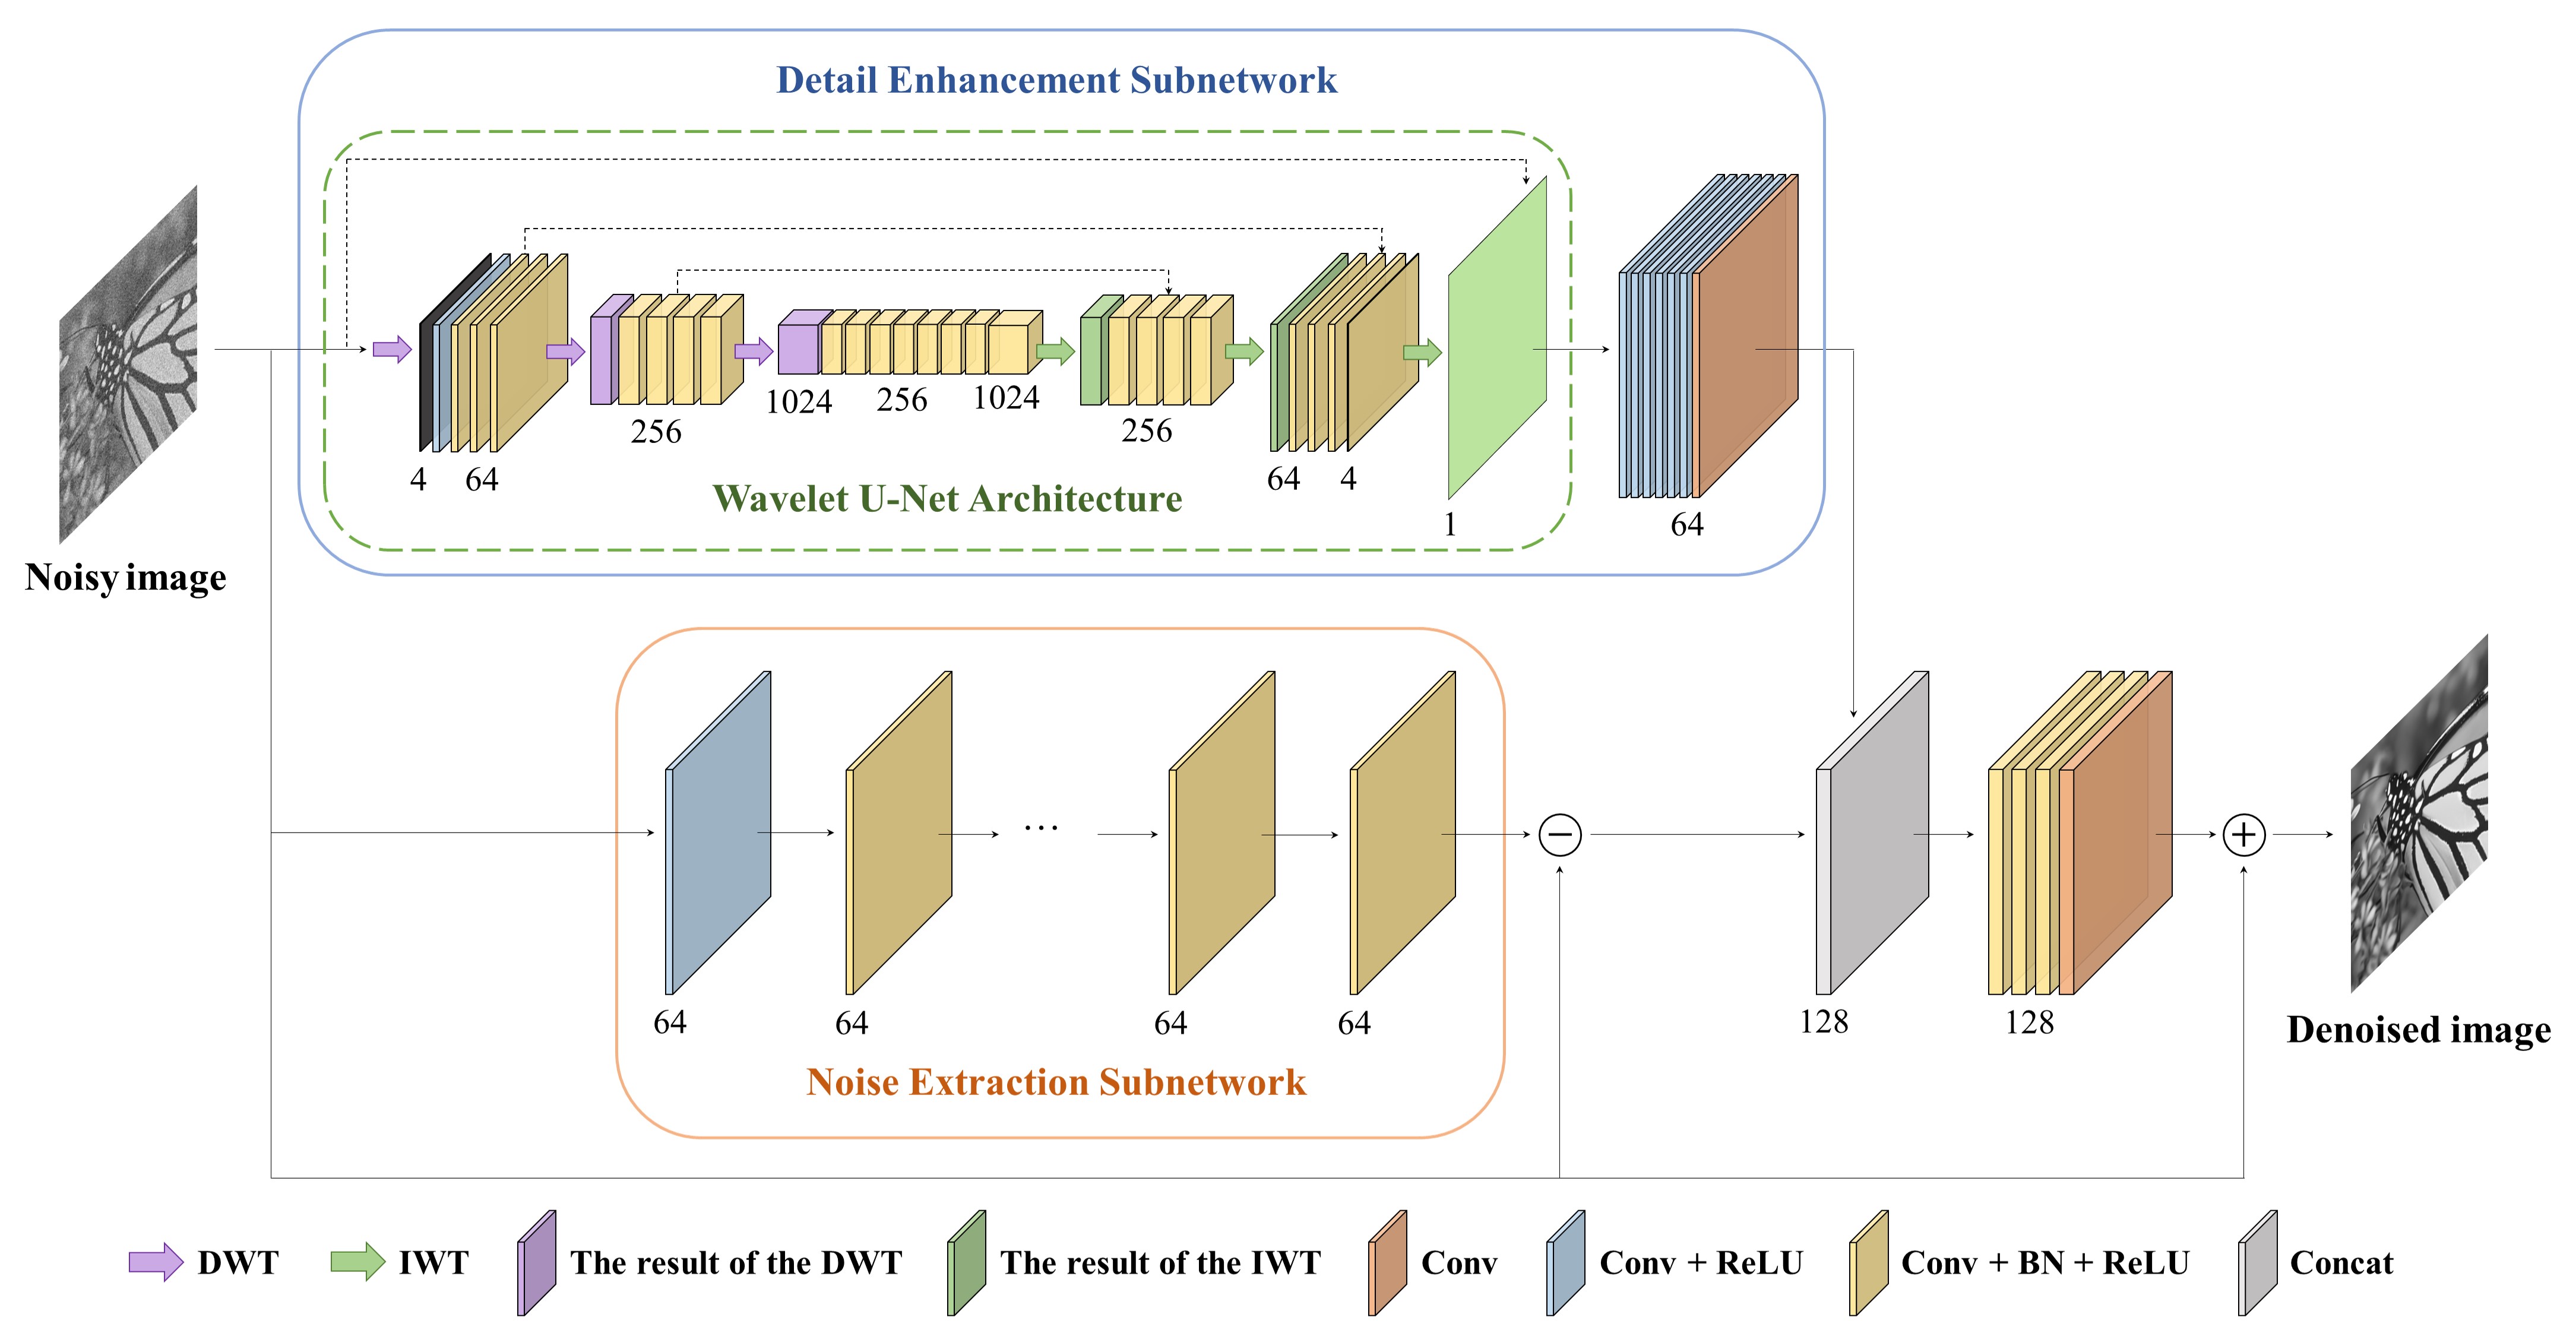 Detail Enhancement Subnetwork
1024
256
1024
256
256
4
64
64
4
Wavelet U-Net Architecture
1
64
Noisy image
...
64
64
64
64
128
128
Denoised image
Noise Extraction Subnetwork
DWT
IWT
The result of the DWT
The result of the IWT
Conv
Conv + ReLU
Conv + BN + ReLU
Concat